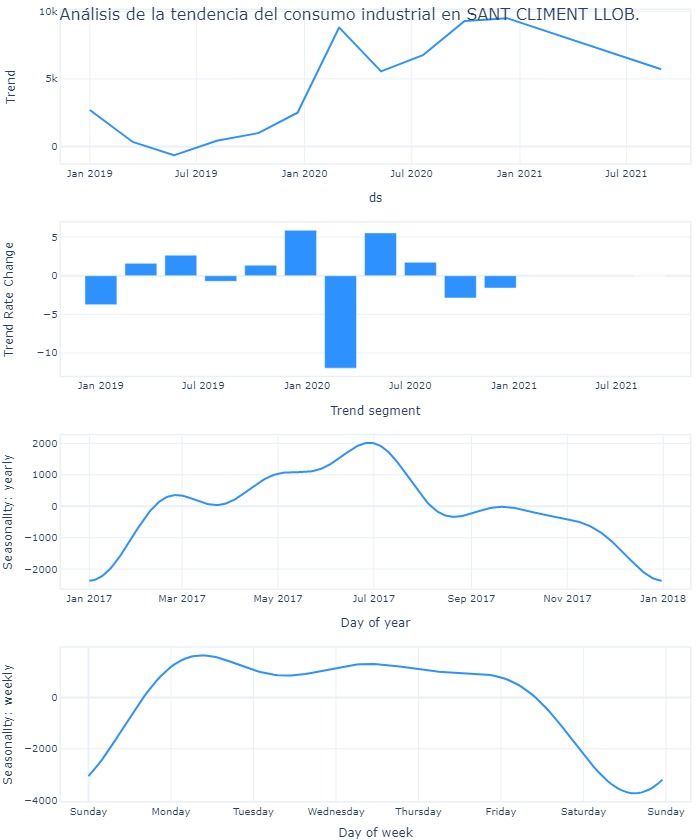 Análisis de la tendencia del consumo industrial en SANT CLIMENT LLOB.
10k
5k
0
Trend
Jan 2019 Jul 2019 Jan 2020 Jul 2020 Jan 2021 Jul 2021
ds
5
0
−5
−10
Trend Rate Change
Jan 2019 Jul 2019 Jan 2020 Jul 2020 Jan 2021 Jul 2021
Trend segment
2000
1000
0
−1000
−2000
Seasonality: yearly
Jan 2017 Mar 2017 May 2017 Jul 2017 Sep 2017 Nov 2017 Jan 2018
Day of year
0
−2000
−4000
Seasonality: weekly
Sunday Monday Tuesday Wednesday Thursday Friday Saturday Sunday
Day of week